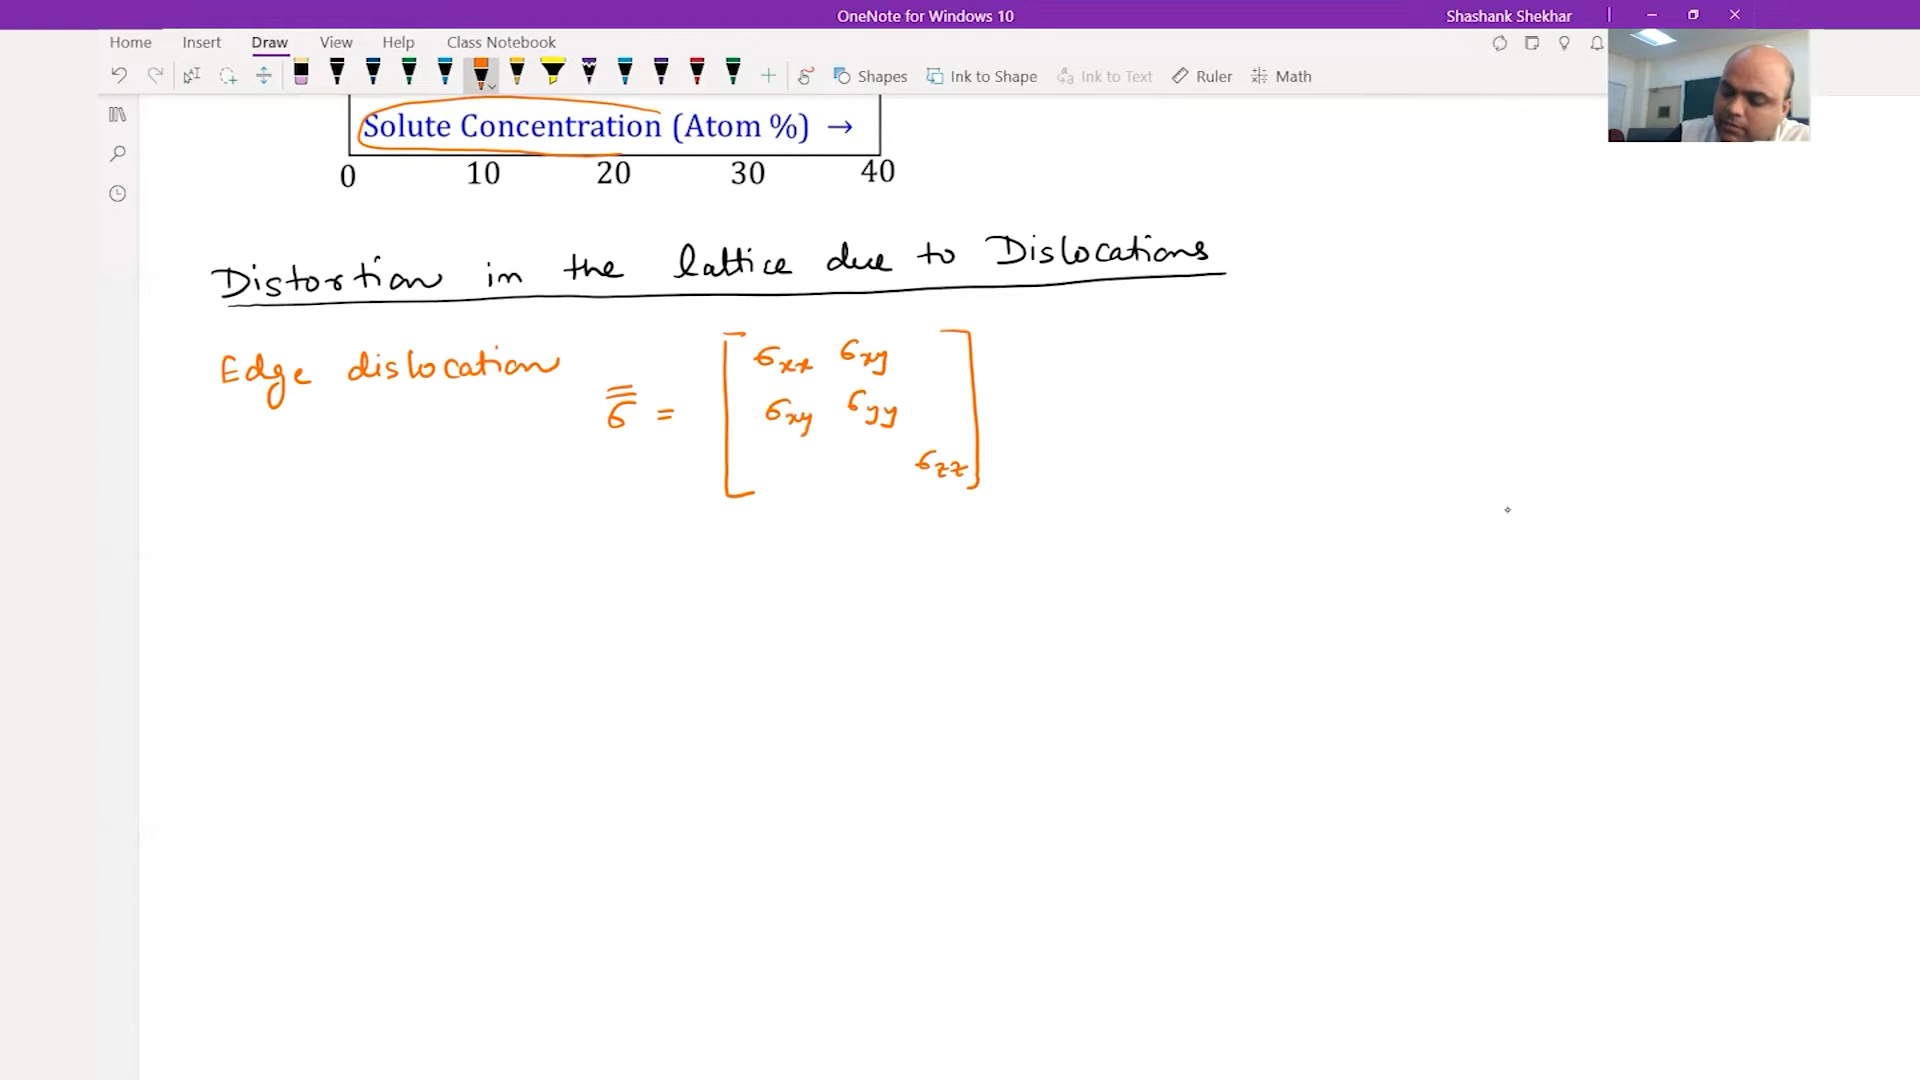 OneNote for Windows 10
Shashank Shekhar
Home Insert Draw View Help Class Notebook
Shapes Ink to Shape Ink to Text Ruler Math
Solute Concentration (Atom %) →
0 10 20 30 40
Distortion in the lattice due to Dislocations
Edge dislocation
σ̿ = [ σxx σxy
σxy σyy
σzz ]